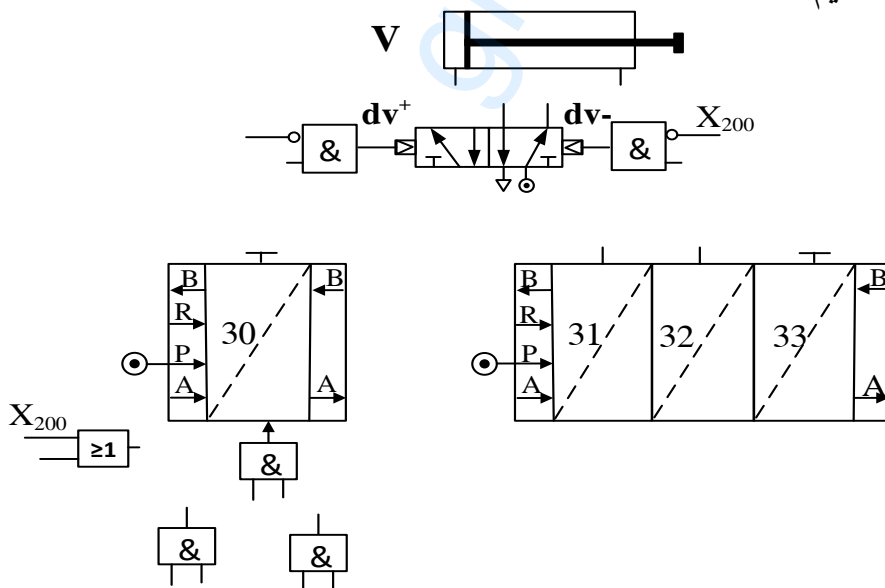 V
dv⁺ dv-
& & X₂₀₀
B B B B
R 30 R 31 32 33
P P
A A A A
X₂₀₀
≥1 &
& &